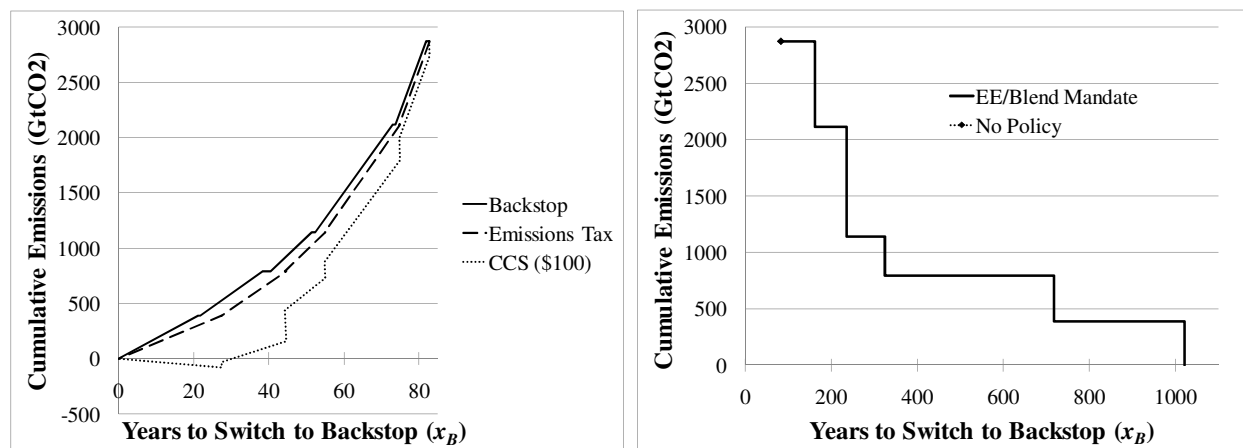 Cumulative Emissions (GtCO2)
3000
2500
2000
1500
1000
500
0
-500
0 20 40 60 80
Years to Switch to Backstop (xB)
Backstop
Emissions Tax
CCS ($100)
Cumulative Emissions (GtCO2)
3000
2500
2000
1500
1000
500
0
0 200 400 600 800 1000
Years to Switch to Backstop (xB)
EE/Blend Mandate
No Policy